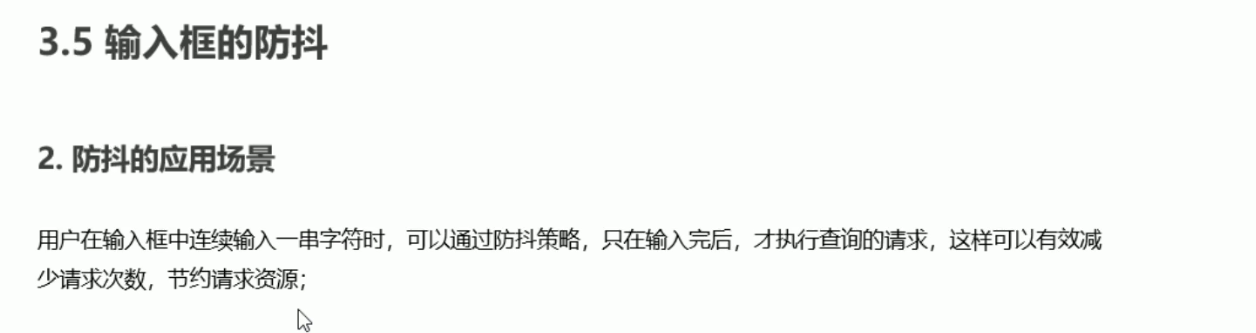 3.5 输入框的防抖
2. 防抖的应用场景
用户在输入框中连续输入一串字符时，可以通过防抖策略，只在输入完后，才执行查询的请求，这样可以有效减
少请求次数，节约请求资源；